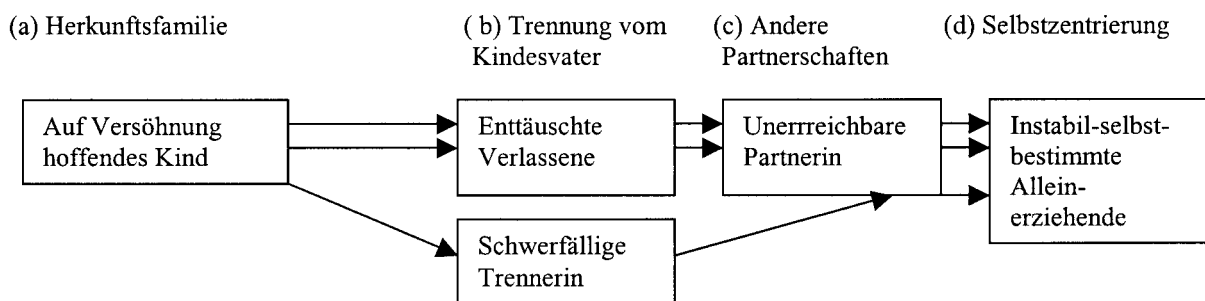 (a) Herkunftsfamilie
( b) Trennung vom
Kindesvater
(c) Andere
Partnerschaften
(d) Selbstzentrierung
Auf Versöhnung
hoffendes Kind
Enttäuschte
Verlassene
Unerrreichbare
Partnerin
Instabil-selbst-
bestimmte
Allein-
erziehende
Schwerfällige
Trennerin